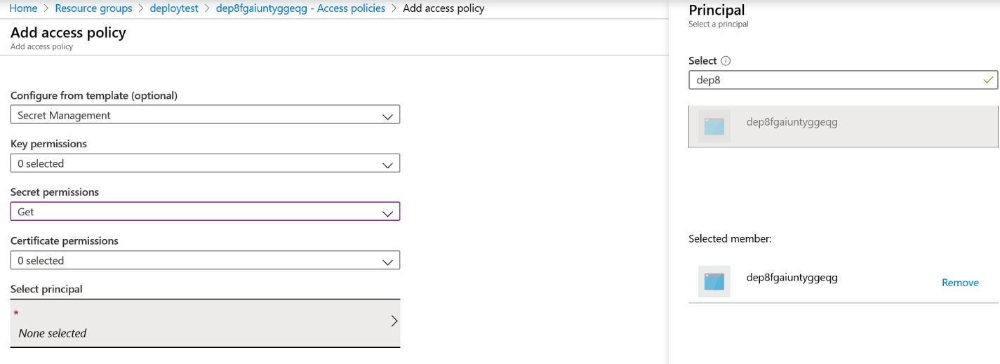 Home > Resource groups > deploytest > dep8fgaiuntyggeqg - Access policies > Add access policy
Add access policy
Add access policy
Configure from template (optional)
Secret Management
Key permissions
0 selected
Secret permissions
Get
Certificate permissions
0 selected
Select principal
*
None selected
Principal
Select a principal
Select
dep8
dep8fgaiuntyggeqg
Selected member:
dep8fgaiuntyggeqg
Remove